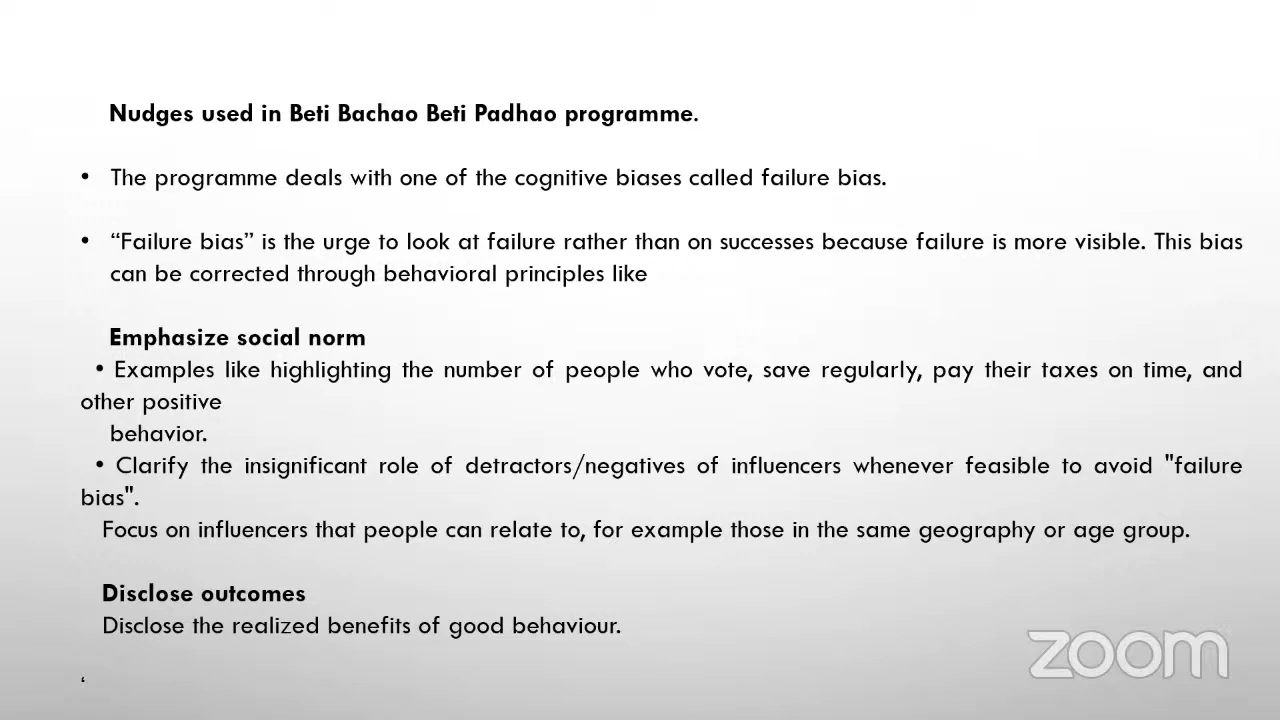 Nudges used in Beti Bachao Beti Padhao programme.
• The programme deals with one of the cognitive biases called failure bias.
• “Failure bias” is the urge to look at failure rather than on successes because failure is more visible. This bias
can be corrected through behavioral principles like
Emphasize social norm
• Examples like highlighting the number of people who vote, save regularly, pay their taxes on time, and
other positive
behavior.
• Clarify the insignificant role of detractors/negatives of influencers whenever feasible to avoid "failure
bias".
Focus on influencers that people can relate to, for example those in the same geography or age group.
Disclose outcomes
Disclose the realized benefits of good behaviour.
zoom
‘